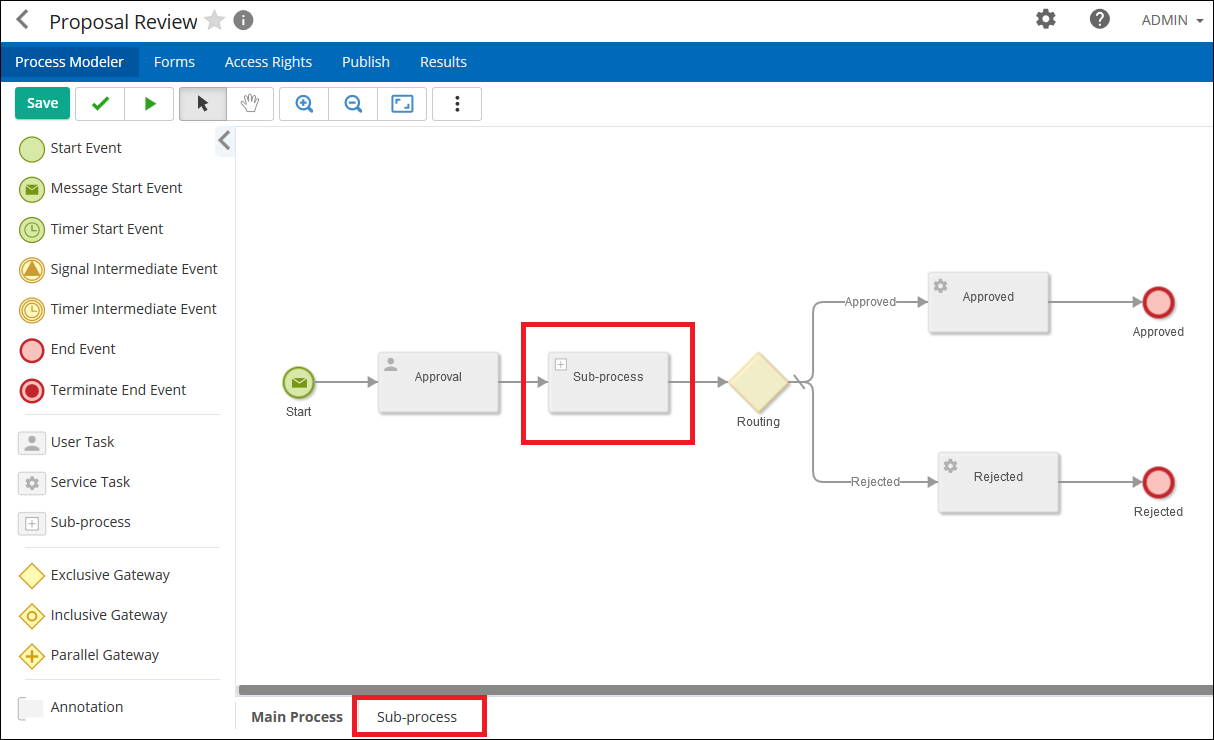 Proposal Review
ADMIN
Process Modeler Forms Access Rights Publish Results
Save
Start Event
Message Start Event
Timer Start Event
Signal Intermediate Event
Timer Intermediate Event
End Event
Terminate End Event
User Task
Service Task
Sub-process
Exclusive Gateway
Inclusive Gateway
Parallel Gateway
Annotation
Start
Approval
Sub-process
Routing
Approved
Approved
Approved
Rejected
Rejected
Rejected
Main Process
Sub-process